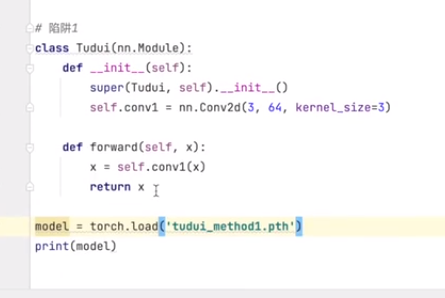 # 陷阱1
class Tudui(nn.Module):
    def __init__(self):
        super(Tudui, self).__init__()
        self.conv1 = nn.Conv2d(3, 64, kernel_size=3)

    def forward(self, x):
        x = self.conv1(x)
        return x

model = torch.load('tudui_method1.pth')
print(model)